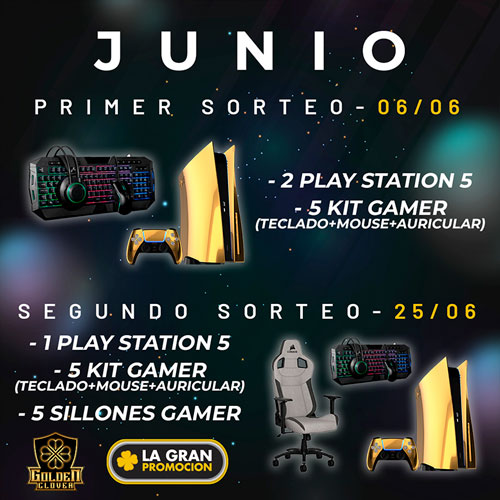 JUNIO
PRIMER SORTEO - 06/06
- 2 PLAY STATION 5
- 5 KIT GAMER
(TECLADO+MOUSE+AURICULAR)
SEGUNDO SORTEO - 25/06
- 1 PLAY STATION 5
- 5 KIT GAMER
(TECLADO+MOUSE+AURICULAR)
- 5 SILLONES GAMER
GOLDEN
CLOVER
LA GRAN
PROMOCION